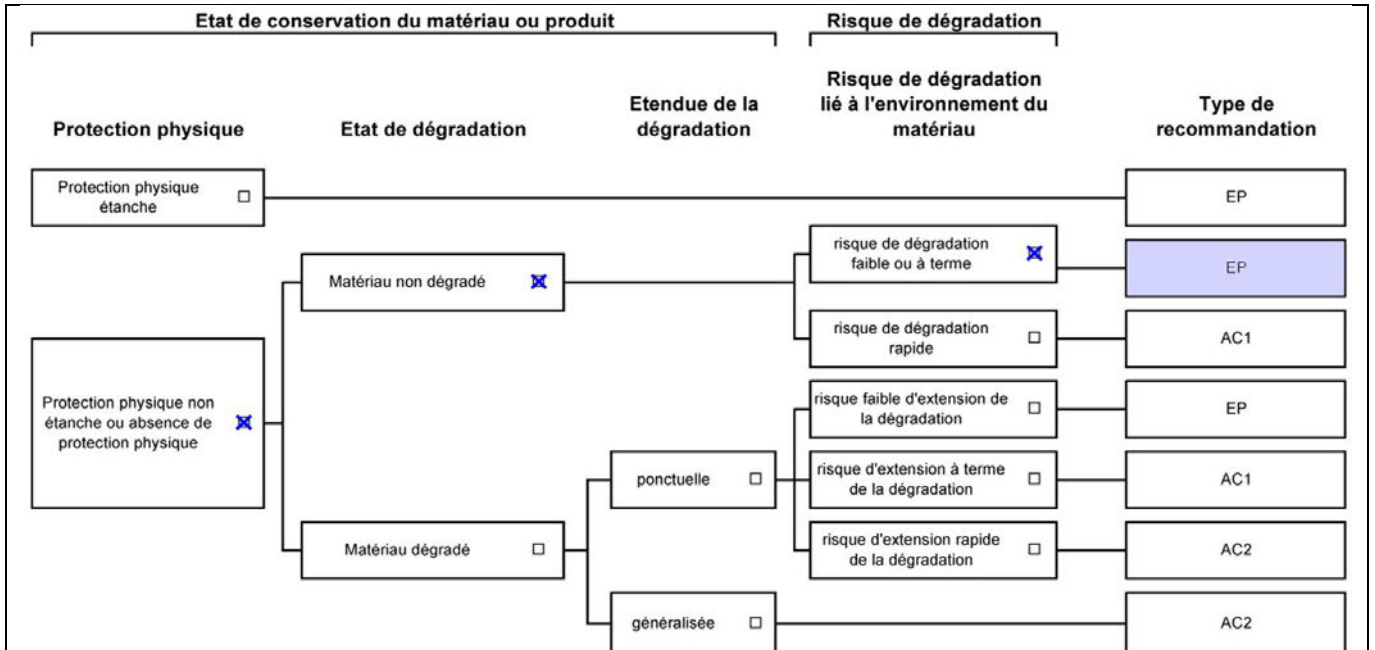 Etat de conservation du matériau ou produit
Risque de dégradation
Protection physique
Etat de dégradation
Etendue de la
dégradation
Risque de dégradation
lié à l'environnement du
matériau
Type de
recommandation
Protection physique
étanche
EP
risque de dégradation
faible ou à terme
EP
Matériau non dégradé
risque de dégradation
rapide
AC1
Protection physique non
étanche ou absence de
protection physique
risque faible d'extension de
la dégradation
EP
ponctuelle
risque d'extension à terme
de la dégradation
AC1
Matériau dégradé
risque d'extension rapide
de la dégradation
AC2
généralisée
AC2